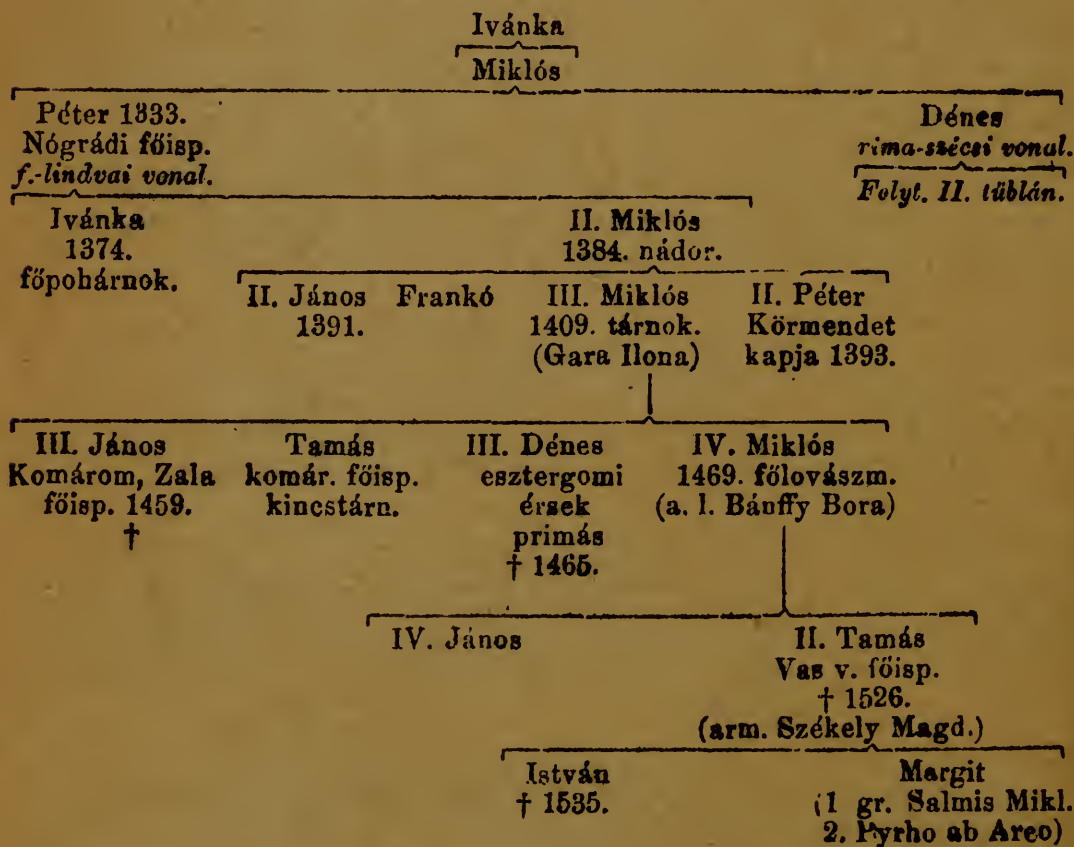 Ivánka
Miklós
Péter 1333.
Nógrádi főisp.
f.-lindvai vonal.
Dénes
rima-szécsi vonal.
Folyt. II. táblán.
Ivánka
1374.
főpohárnok.
II. Miklós
1384. nádor.
II. János
1391.
Frankó
III. Miklós
1409. tárnok.
(Gara Ilona)
II. Péter
Körmendet
kapja 1393.
III. János
Komárom, Zala
főisp. 1459.
†
Tamás
komár. főisp.
kincstárn.
III. Dénes
esztergomi
érsek
primás
† 1465.
IV. Miklós
1469. főlovászm.
(a. l. Bánffy Bora)
IV. János
II. Tamás
Vas v. főisp.
† 1526.
(arm. Székely Magd.)
István
† 1535.
Margit
(1 gr. Salmis Mikl.
2. Pyrho ab Arco)